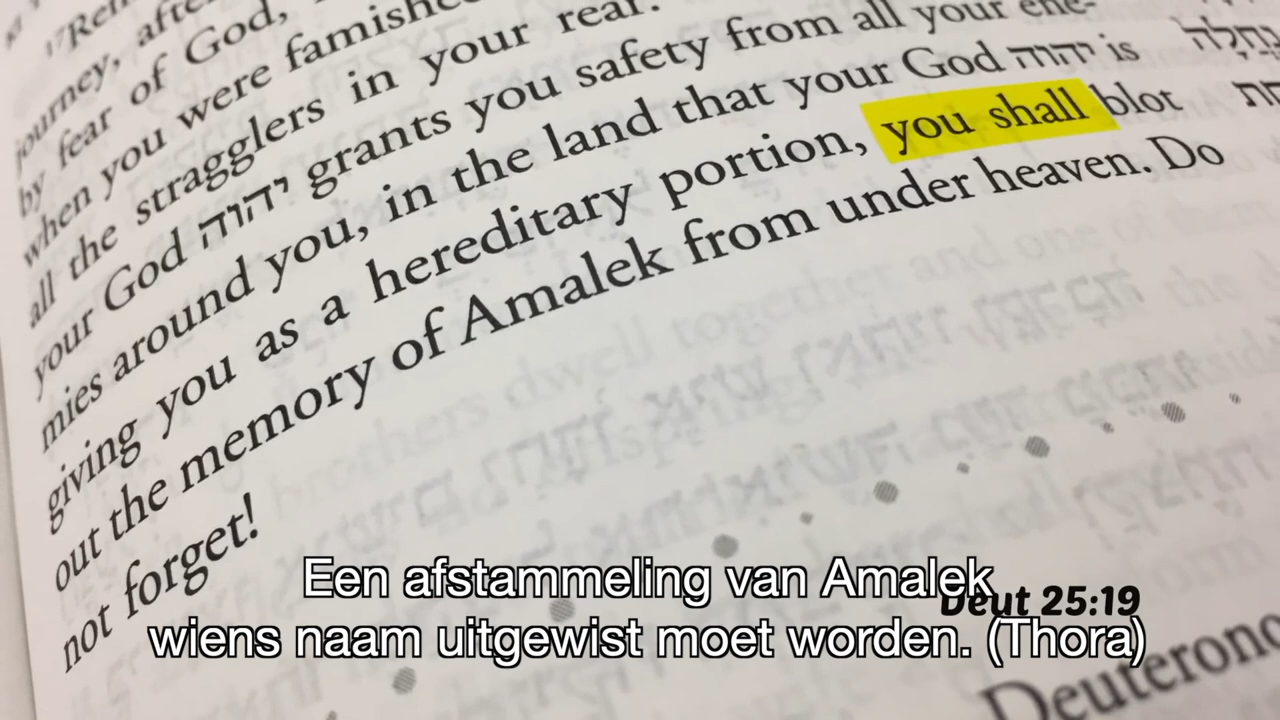 17Rem
journey, after
by fear of God,
when you were famished
all the stragglers in your rear.
your God יהוה grants you safety from all your ene-
mies around you, in the land that your God יהוה is
giving you as a hereditary portion, you shall blot
out the memory of Amalek from under heaven. Do
not forget!
נַחֲלָה
Een afstammeling van Amalek
Deut 25:19
wiens naam uitgewist moet worden. (Thora)
Deuterono